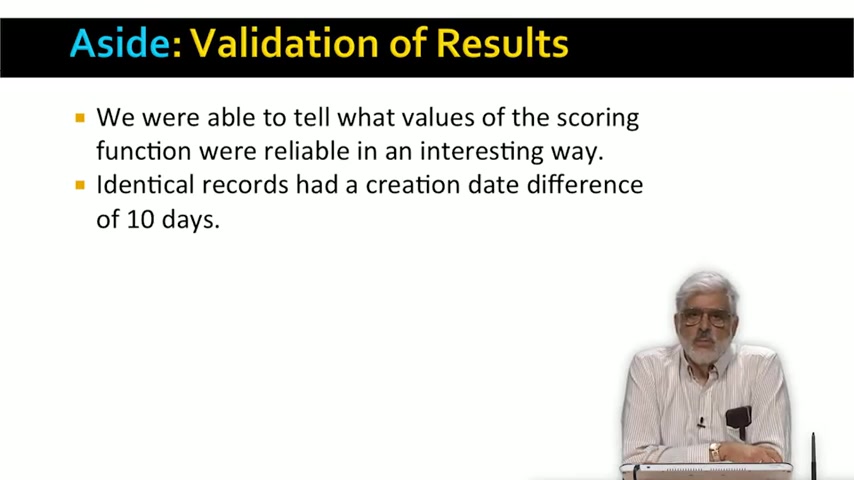 Aside: Validation of Results
We were able to tell what values of the scoring
function were reliable in an interesting way.
Identical records had a creation date difference
of 10 days.